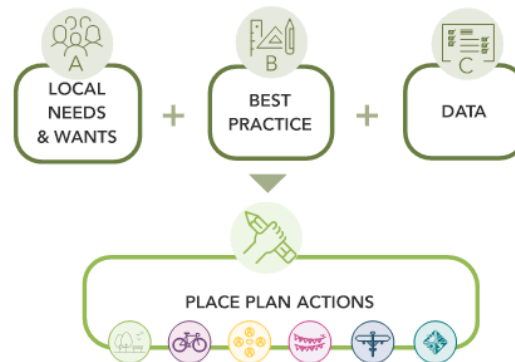 A
B
C
LOCAL
NEEDS
& WANTS
+
BEST
PRACTICE
+
DATA
PLACE PLAN ACTIONS